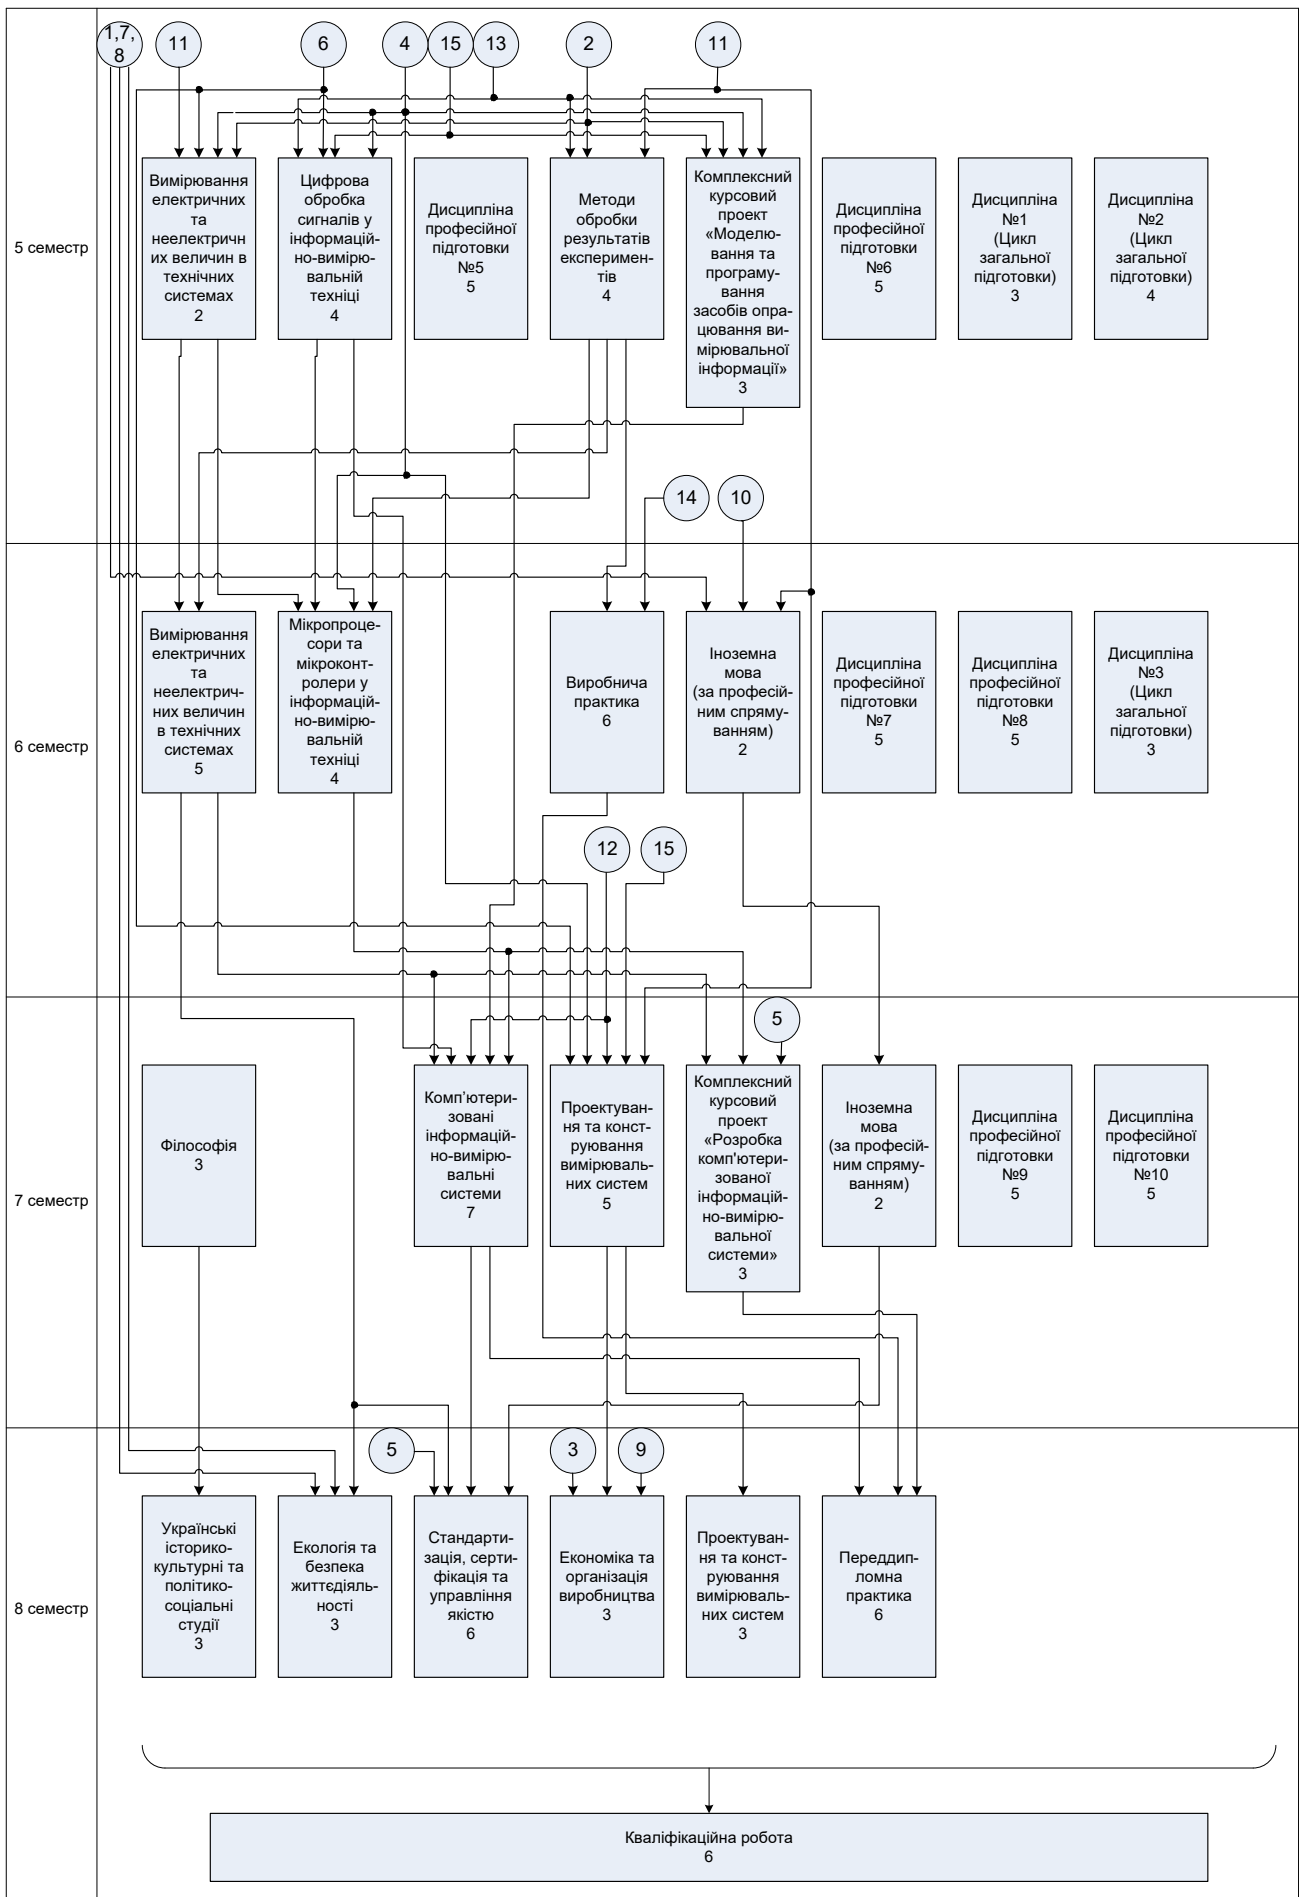 1,7,
8
11
6
4
15
13
2
11
5 семестр
Вимірювання
електричних
та
неелектричн
их величин в
технічних
системах
2
Цифрова
обробка
сигналів у
інформацій-
но-вимірю-
вальній
техніці
4
Дисципліна
професійної
підготовки
№5
5
Методи
обробки
результатів
експеримен-
тів
4
Комплексний
курсовий
проект
«Моделю-
вання та
програму-
вання
засобів опра-
цювання ви-
мірювальної
інформації»
3
Дисципліна
професійної
підготовки
№6
5
Дисципліна
№1
(Цикл
загальної
підготовки)
3
Дисципліна
№2
(Цикл
загальної
підготовки)
4
14
10
6 семестр
Вимірювання
електричних
та
неелектрич-
них величин
в технічних
системах
5
Мікропроце-
сори та
мікроконт-
ролери у
інформацій-
но-вимірю-
вальній
техніці
4
Виробнича
практика
6
Іноземна
мова
(за професій-
ним спряму-
ванням)
2
Дисципліна
професійної
підготовки
№7
5
Дисципліна
професійної
підготовки
№8
5
Дисципліна
№3
(Цикл
загальної
підготовки)
3
12
15
5
7 семестр
Філософія
3
Комп’ютери-
зовані
інформацій-
но-вимірю-
вальні
системи
7
Проектуван-
ня та конст-
руювання
вимірюваль-
них систем
5
Комплексний
курсовий
проект
«Розробка
комп'ютери-
зованої
інформацій-
но-вимірю-
вальної
системи»
3
Іноземна
мова
(за професій-
ним спряму-
ванням)
2
Дисципліна
професійної
підготовки
№9
5
Дисципліна
професійної
підготовки
№10
5
5
3
9
8 семестр
Українські
історико-
культурні та
політико-
соціальні
студії
3
Екологія та
безпека
життєдіяль-
ності
3
Стандарти-
зація, серти-
фікація та
управління
якістю
6
Економіка та
організація
виробництва
3
Проектуван-
ня та конст-
руювання
вимірюваль-
них систем
3
Переддип-
ломна
практика
6
Кваліфікаційна робота
6